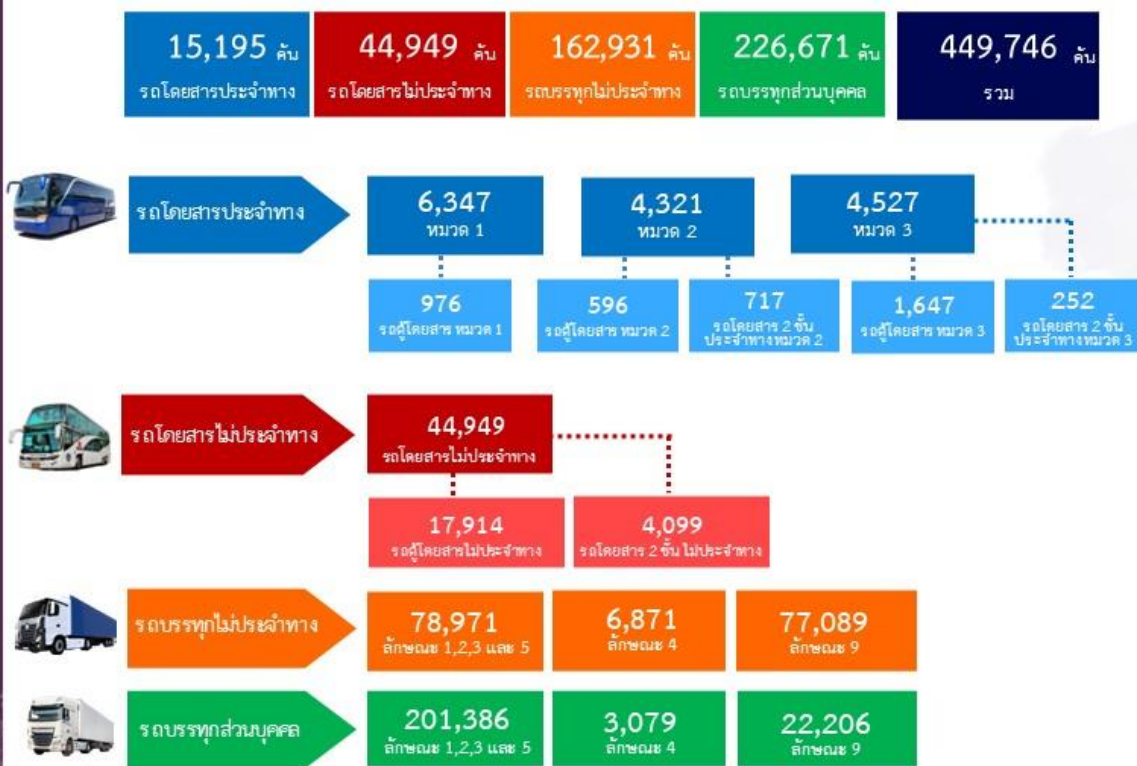 15,195 คัน
รถโดยสารประจำทาง
44,949 คัน
รถโดยสารไม่ประจำทาง
162,931 คัน
รถบรรทุกไม่ประจำทาง
226,671 คัน
รถบรรทุกส่วนบุคคล
449,746 คัน
รวม
รถโดยสารประจำทาง
6,347
หมวด 1
4,321
หมวด 2
4,527
หมวด 3
976
รถตู้โดยสาร หมวด 1
596
รถตู้โดยสาร หมวด 2
717
รถโดยสาร 2 ชั้น
ประจำทางหมวด 2
1,647
รถตู้โดยสาร หมวด 3
252
รถโดยสาร 2 ชั้น
ประจำทางหมวด 3
รถโดยสารไม่ประจำทาง
44,949
รถโดยสารไม่ประจำทาง
17,914
รถตู้โดยสารไม่ประจำทาง
4,099
รถโดยสาร 2 ชั้น ไม่ประจำทาง
รถบรรทุกไม่ประจำทาง
78,971
ลักษณะ 1,2,3 และ 5
6,871
ลักษณะ 4
77,089
ลักษณะ 9
รถบรรทุกส่วนบุคคล
201,386
ลักษณะ 1,2,3 และ 5
3,079
ลักษณะ 4
22,206
ลักษณะ 9